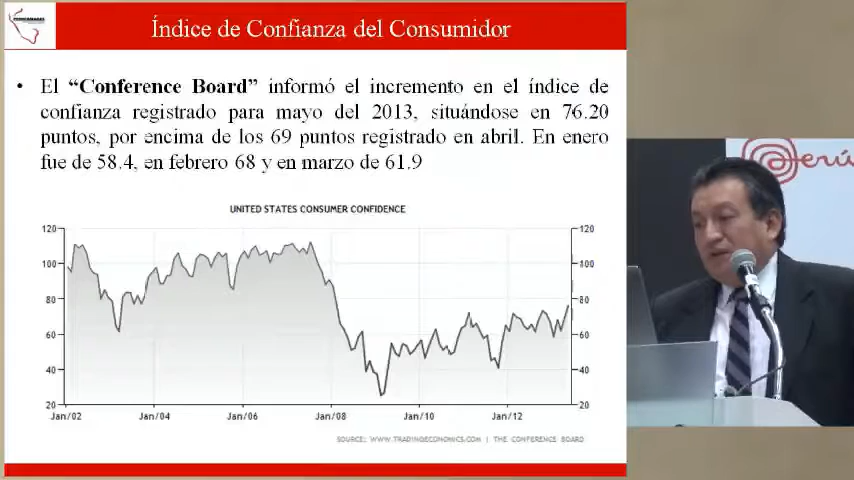 Índice de Confianza del Consumidor
• El “Conference Board” informó el incremento en el índice de
confianza registrado para mayo del 2013, situándose en 76.20
puntos, por encima de los 69 puntos registrado en abril. En enero
fue de 58.4, en febrero 68 y en marzo de 61.9
UNITED STATES CONSUMER CONFIDENCE
120 120
100 100
80 80
60 60
40 40
20 20
Jan/02 Jan/04 Jan/06 Jan/08 Jan/10 Jan/12
SOURCE: WWW.TRADINGECONOMICS.COM | THE CONFERENCE BOARD
Perú